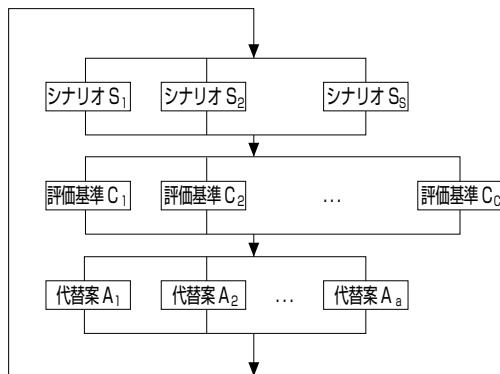 シナリオ S₁ シナリオ S₂ シナリオ Sₛ
評価基準 C₁ 評価基準 C₂ … 評価基準 C꜀
代替案 A₁ 代替案 A₂ … 代替案 Aₐ